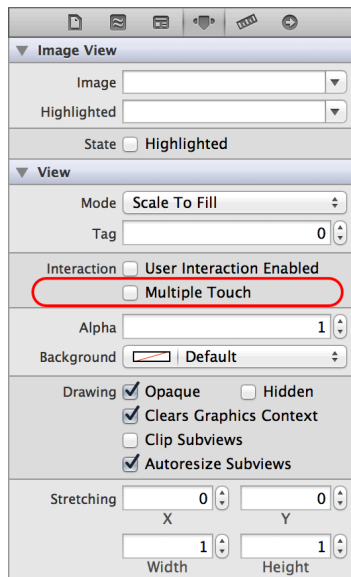 Image View
Image
Highlighted
State Highlighted
View
Mode Scale To Fill
Tag 0
Interaction User Interaction Enabled
Multiple Touch
Alpha 1
Background Default
Drawing Opaque Hidden
Clears Graphics Context
Clip Subviews
Autoresize Subviews
Stretching 0 0
X Y
1 1
Width Height